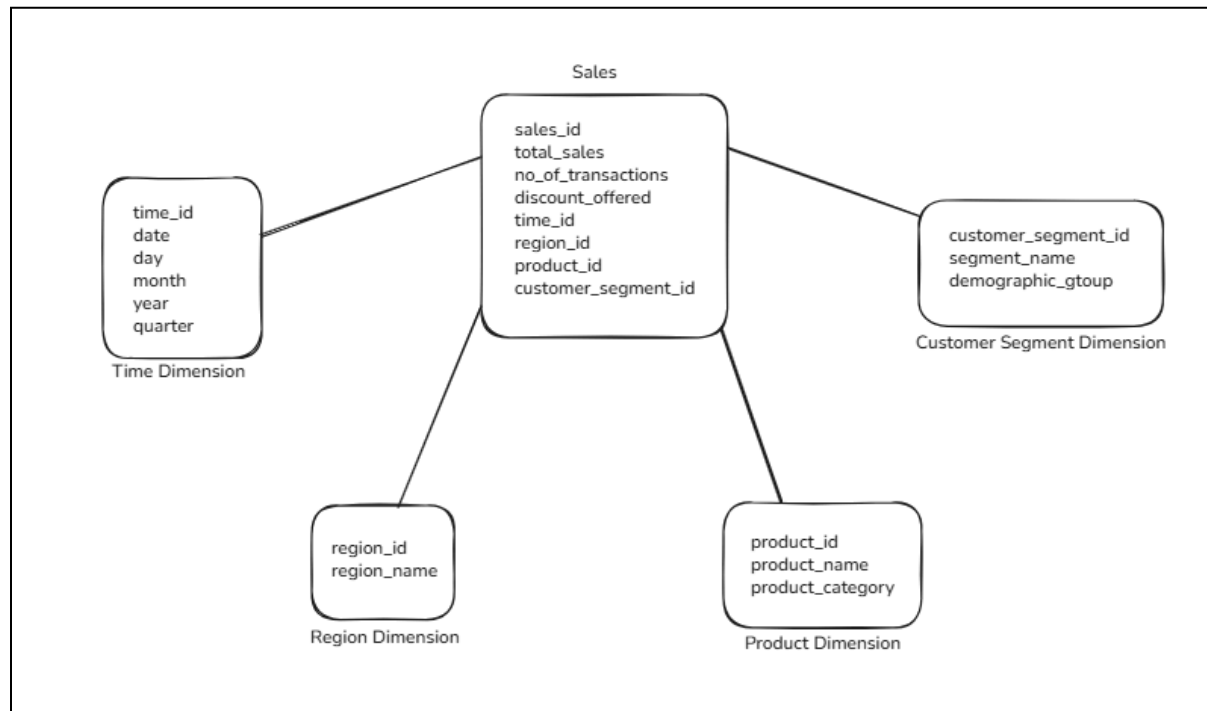 Sales
sales_id
total_sales
no_of_transactions
discount_offered
time_id
region_id
product_id
customer_segment_id
time_id
date
day
month
year
quarter
Time Dimension
customer_segment_id
segment_name
demographic_gtoup
Customer Segment Dimension
region_id
region_name
Region Dimension
product_id
product_name
product_category
Product Dimension